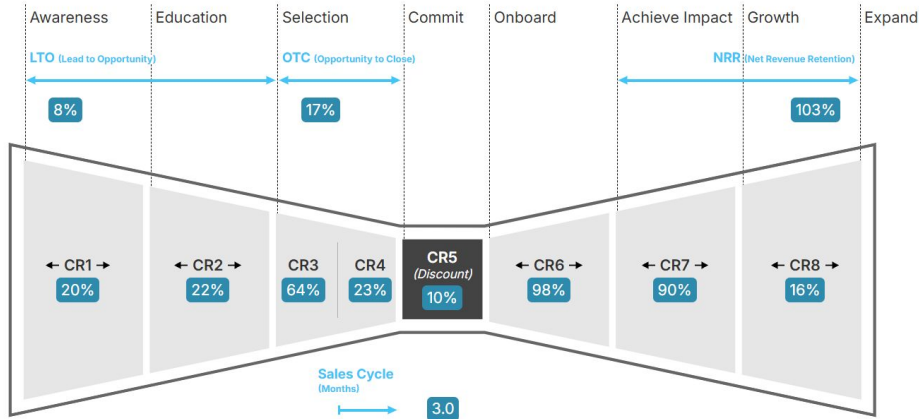 Awareness Education Selection Commit Onboard Achieve Impact Growth Expand
LTO (Lead to Opportunity) OTC (Opportunity to Close) NRR (Net Revenue Retention)
8% 17% 103%
CR1 CR2 CR3 CR4 CR5 CR6 CR7 CR8
(Discount)
20% 22% 64% 23% 10% 98% 90% 16%
Sales Cycle
(Months)
3.0